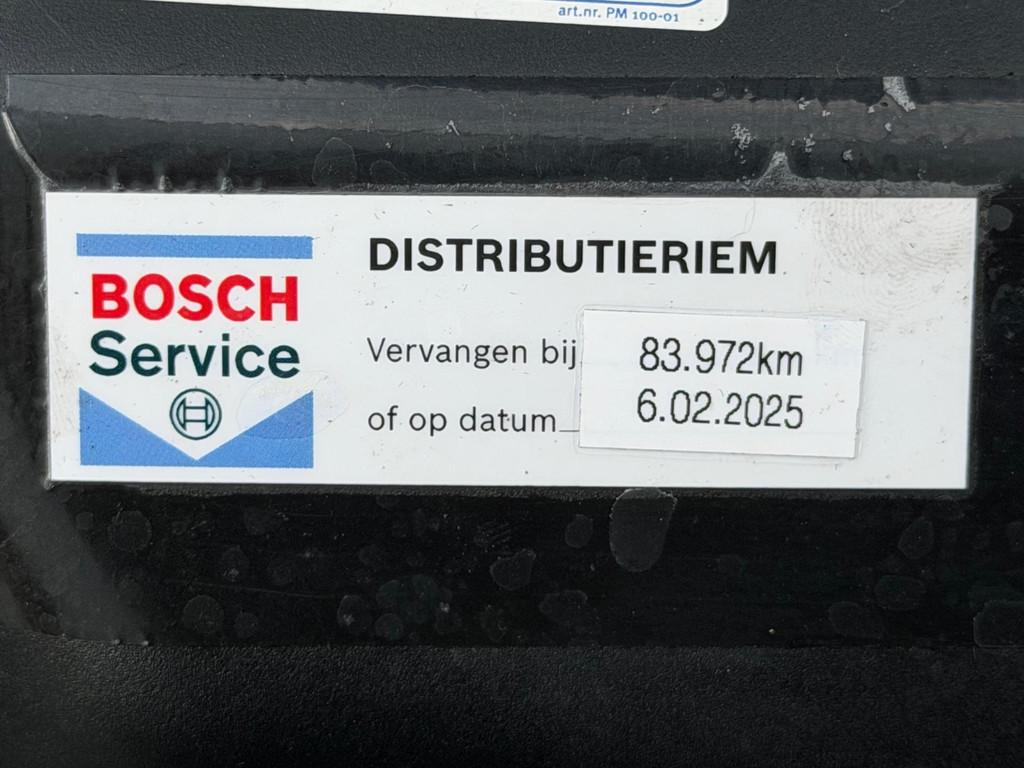 art.nr. PM 100-01
BOSCH
Service
DISTRIBUTIERIEM
Vervangen bij 83.972km
of op datum 6.02.2025